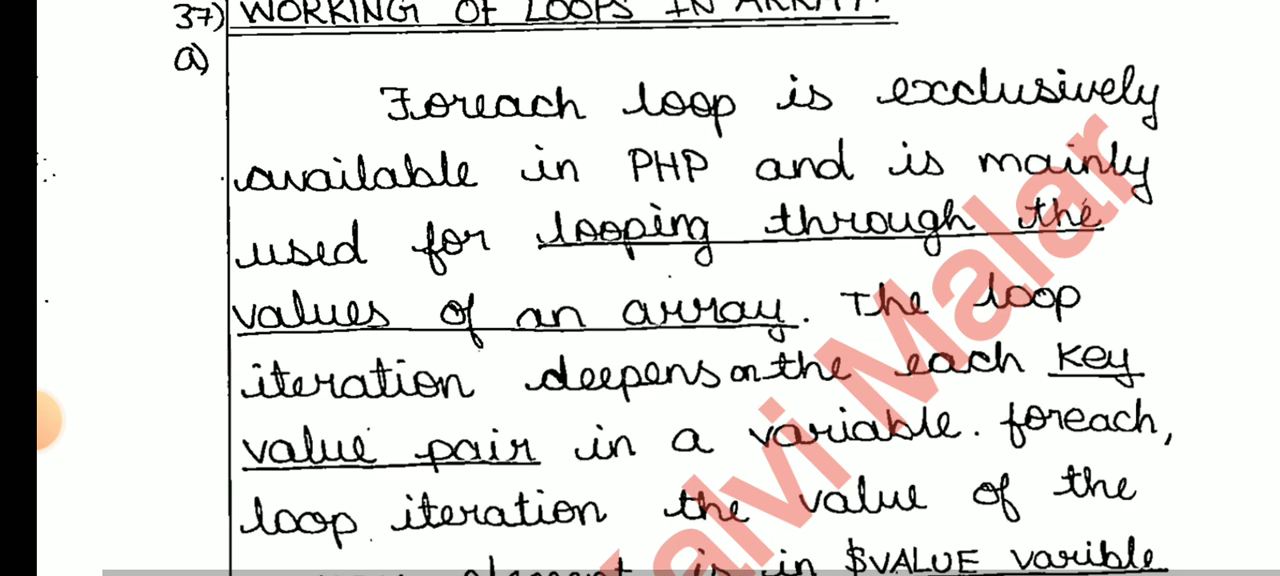 37) WORKING OF LOOPS IN ARRAY.
a)
Foreach loop is exclusively
available in PHP and is mainly
used for looping through the
values of an array. The loop
iteration deepens on the each key
value pair in a variable. foreach,
loop iteration the value of the
element is in $VALUE varible
Kalvi Malar